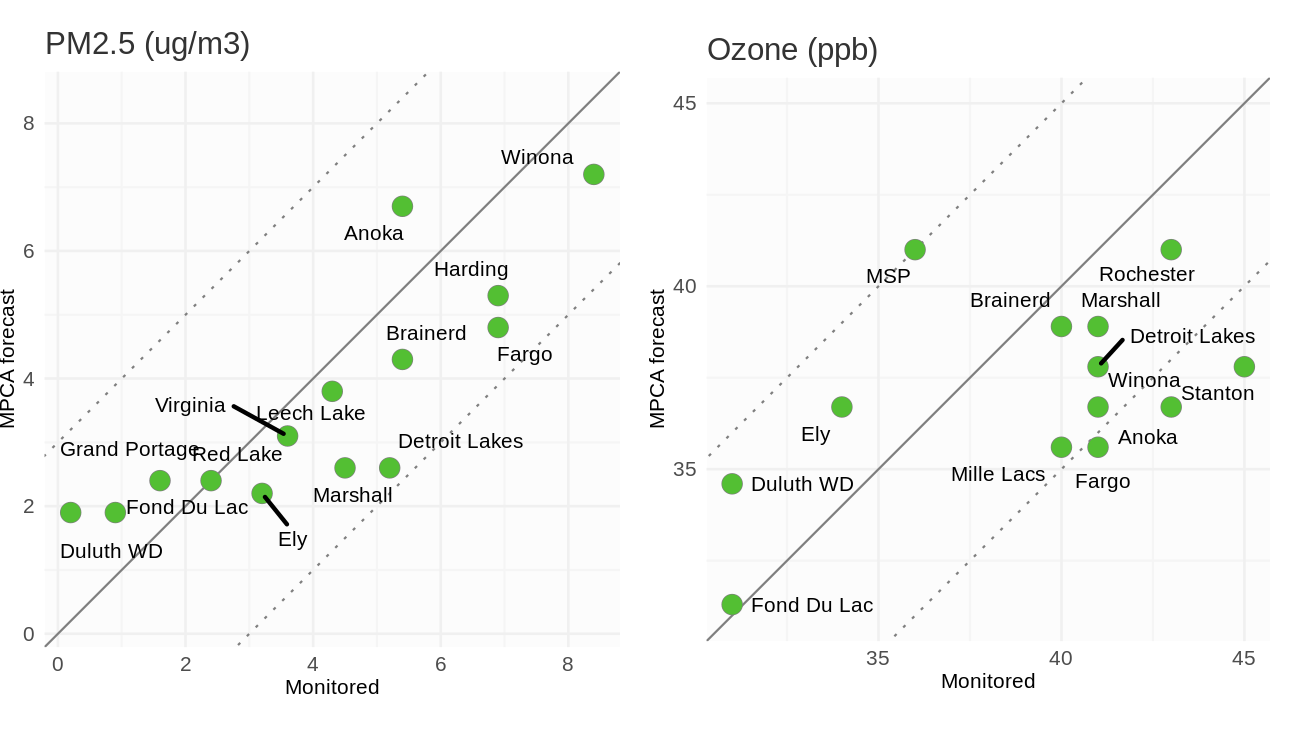 PM2.5 (ug/m3)
MPCA forecast
8
6
4
2
0
Winona
Anoka
Harding
Brainerd
Fargo
Virginia
Leech Lake
Grand Portage
Red Lake
Detroit Lakes
Marshall
Fond Du Lac
Ely
Duluth WD
0 2 4 6 8
Monitored
Ozone (ppb)
MPCA forecast
45
40
35
MSP
Rochester
Brainerd
Marshall
Detroit Lakes
Winona
Stanton
Ely
Anoka
Mille Lacs
Fargo
Duluth WD
Fond Du Lac
35 40 45
Monitored